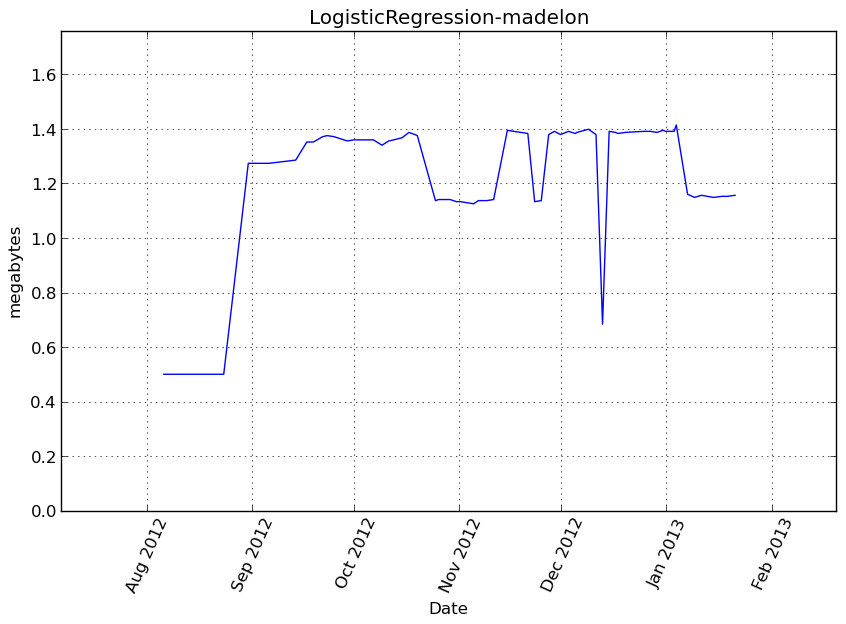 LogisticRegression-madelon
1.6
1.4
1.2
1.0
0.8
0.6
0.4
0.2
0.0
megabytes
Aug 2012
Sep 2012
Oct 2012
Nov 2012
Dec 2012
Jan 2013
Feb 2013
Date